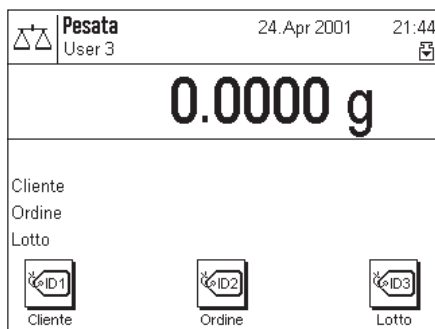 Pesata 24.Apr 2001 21:44
User 3
0.0000 g
Cliente
Ordine
Lotto
ID1 ID2 ID3
Cliente Ordine Lotto